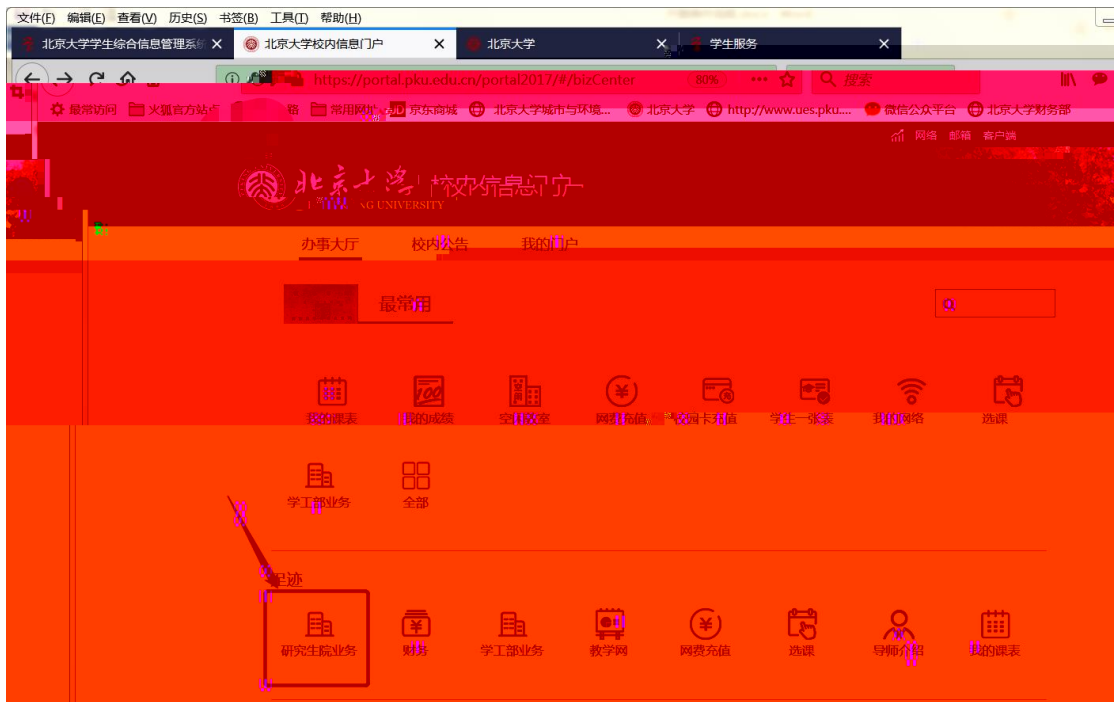 文件(F) 编辑(E) 查看(V) 历史(S) 书签(B) 工具(T) 帮助(H)
北京大学学生综合信息管理系统 北京大学校内信息门户 北京大学 学生服务
https://portal.pku.edu.cn/portal2017/#/bizCenter 80% 搜索
最常访问 火狐官方站点 常用网址 JD 京东商城 北京大学城市与环境... 北京大学 http://www.ues.pku.... 微信公众平台 北京大学财务部
网络 邮箱 客户端
北京大学 校内信息门户
NG UNIVERSITY
办事大厅 校内公告 我的门户
最常用
我的课表 我的成绩 空闲教室 网费充值 校园卡充值 学生一张表 我的网络 选课
学工部业务 全部
足迹
研究生院业务 财务 学工部业务 教学网 网费充值 选课 导师介绍 我的课表